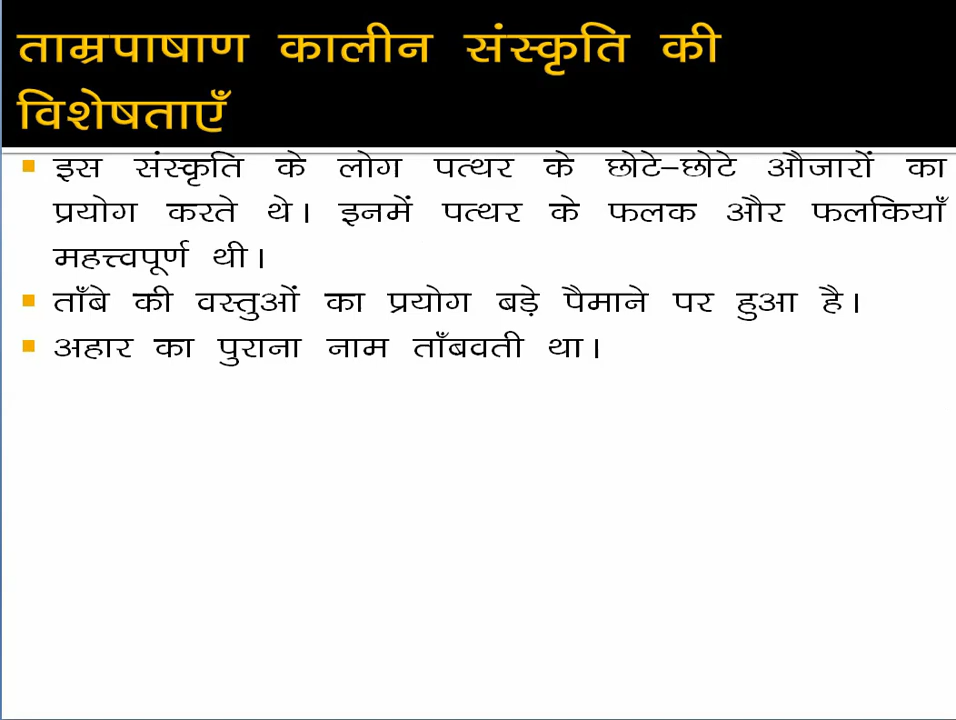 ताम्रपाषाण कालीन संस्कृति की
विशेषताएँ
इस संस्कृति के लोग पत्थर के छोटे-छोटे औजारों का
प्रयोग करते थे। इनमें पत्थर के फलक और फलकियाँ
महत्त्वपूर्ण थी।
ताँबे की वस्तुओं का प्रयोग बड़े पैमाने पर हुआ है।
अहार का पुराना नाम ताँबवती था।